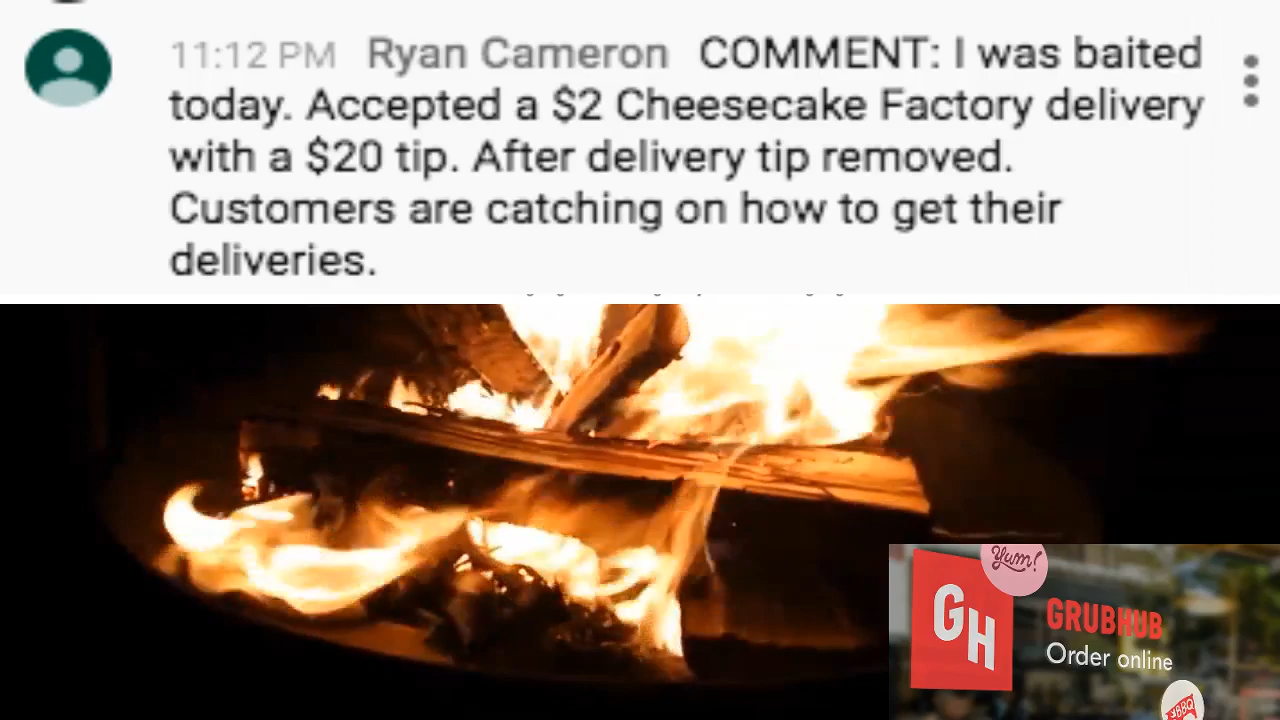 11:12 PM Ryan Cameron COMMENT: I was baited
today. Accepted a $2 Cheesecake Factory delivery
with a $20 tip. After delivery tip removed.
Customers are catching on how to get their
deliveries.
Yum!
GH
GRUBHUB
Order online
BBQ